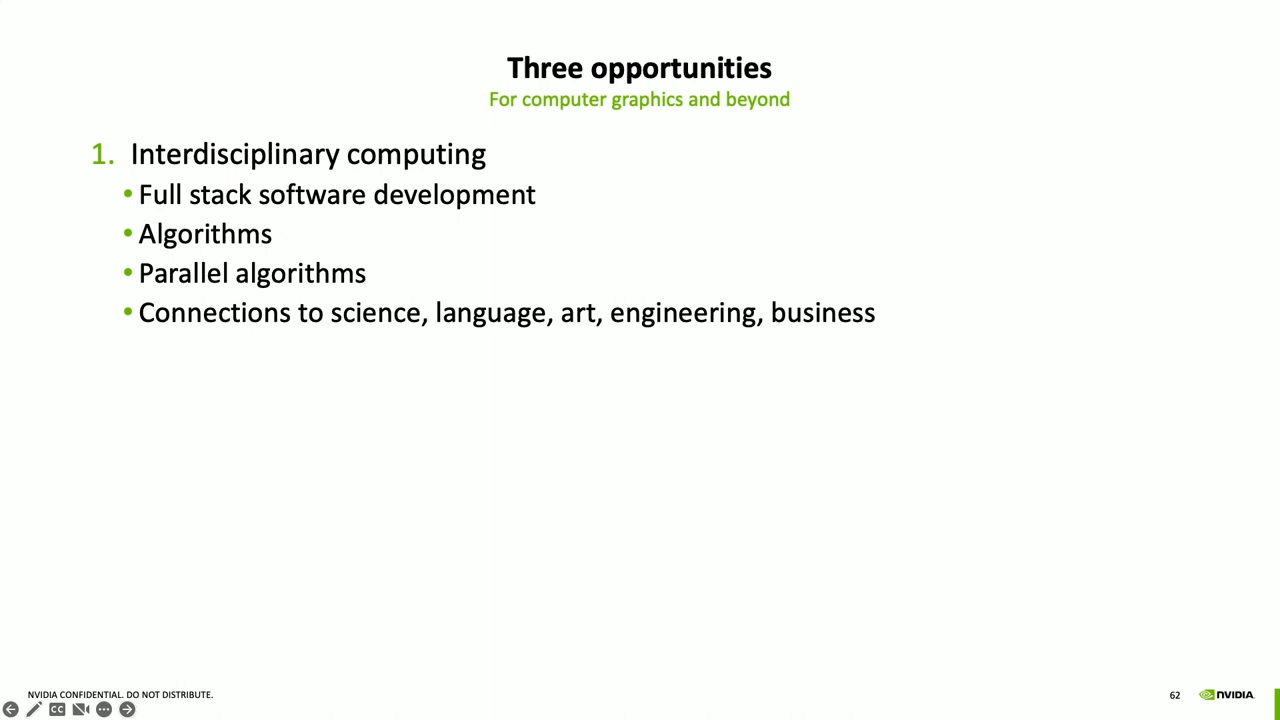 Three opportunities
For computer graphics and beyond
1. Interdisciplinary computing
• Full stack software development
• Algorithms
• Parallel algorithms
• Connections to science, language, art, engineering, business
NVIDIA CONFIDENTIAL. DO NOT DISTRIBUTE.
62
NVIDIA.
CC